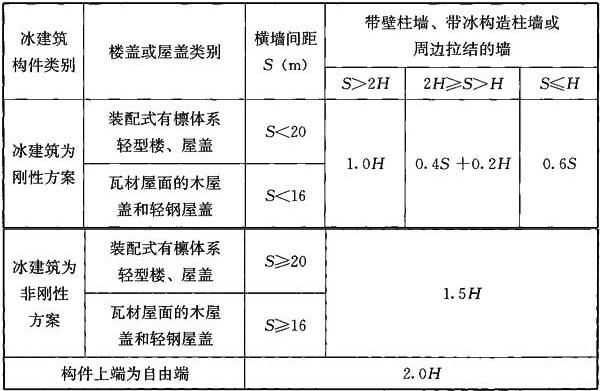 冰建筑
构件类别
楼盖或屋盖类别
横墙间距
S（m）
带壁柱墙、带冰构造柱墙或
周边拉结的墙
S>2H
2H≥S>H
S≤H
冰建筑为
刚性方案
装配式有檩体系
轻型楼、屋盖
S<20
瓦材屋面的木屋
盖和轻钢屋盖
S<16
1.0H
0.4S+0.2H
0.6S
冰建筑为
非刚性
方案
装配式有檩体系
轻型楼、屋盖
S≥20
瓦材屋面的木屋
盖和轻钢屋盖
S≥16
1.5H
构件上端为自由端
2.0H